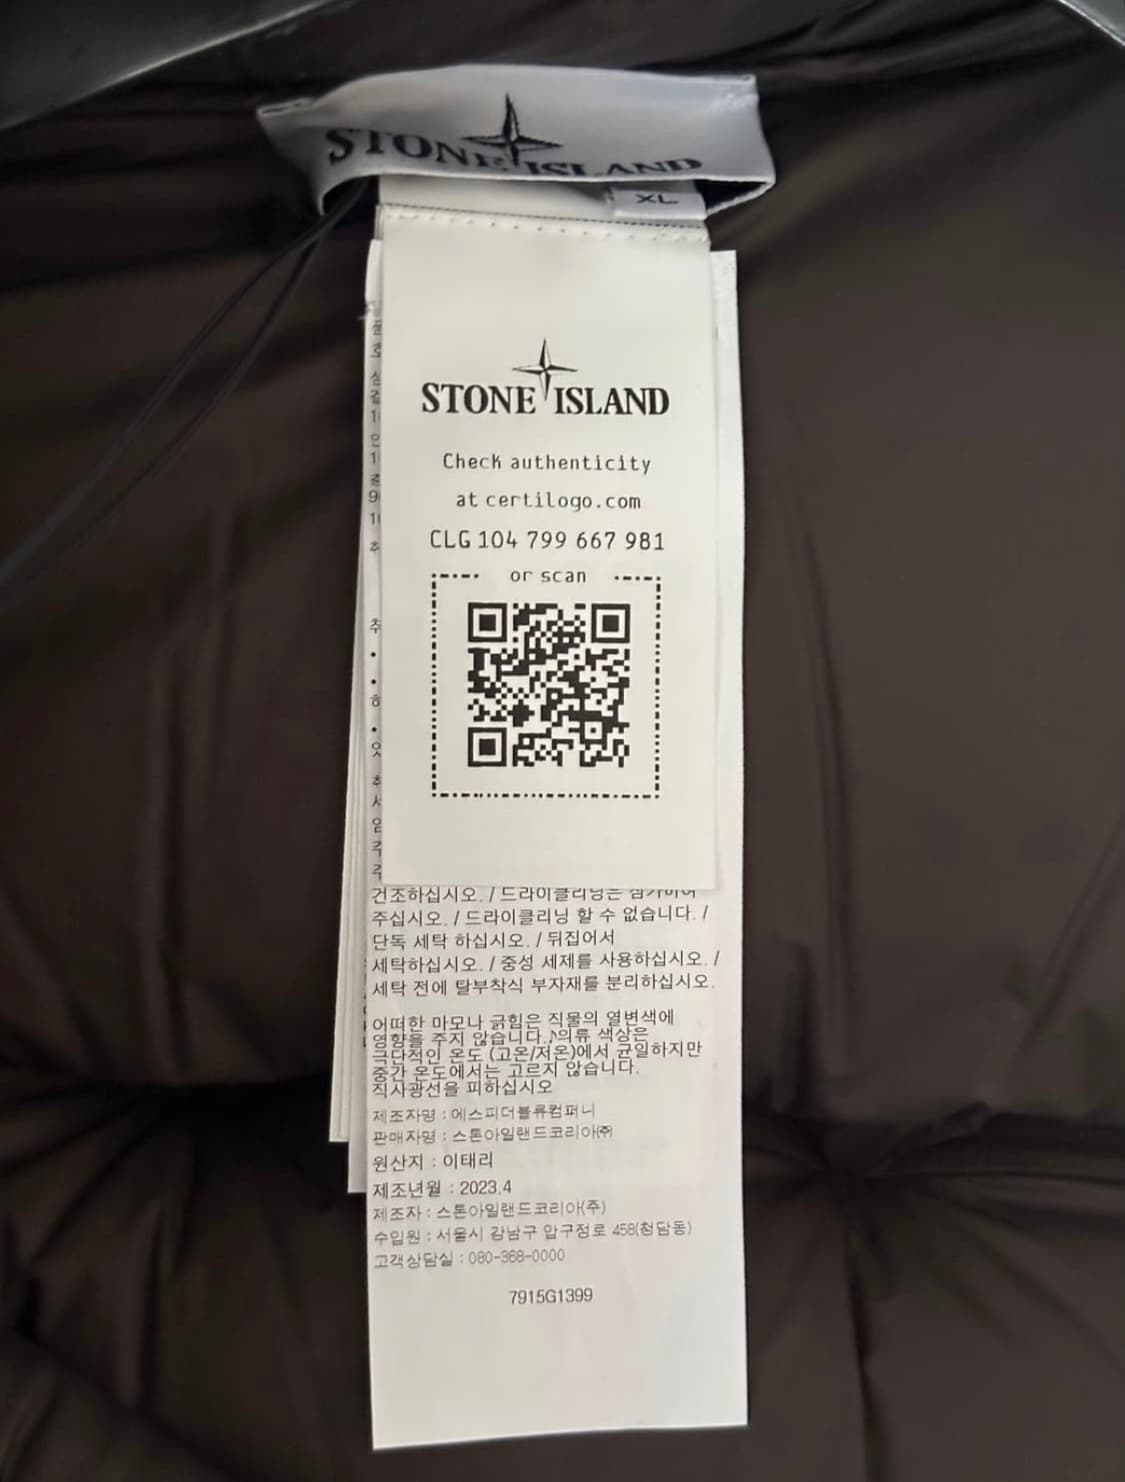 STONE ISLAND
XL
STONE ISLAND
Check authenticity
at certilogo.com
CLG 104 799 667 981
or scan
건조하십시오. / 드라이클리닝은 삼가하여
주십시오. / 드라이클리닝 할 수 없습니다. /
단독 세탁 하십시오. / 뒤집어서
세탁하십시오. / 중성 세제를 사용하십시오. /
세탁 전에 탈부착식 부자재를 분리하십시오.
어떠한 마모나 긁힘은 직물의 열변색에
영향을 주지 않습니다.♪의류 색상은
극단적인 온도 (고온/저온)에서 균일하지만
중간 온도에서는 고르지 않습니다.
직사광선을 피하십시오
제조자명 : 에스피더블류컴퍼니
판매자명 : 스톤아일랜드코리아㈜
원산지 : 이태리
제조년월 : 2023.4
제조자 : 스톤아일랜드코리아(주)
수입원 : 서울시 강남구 압구정로 458(청담동)
고객상담실 : 080-368-0000
7915G1399